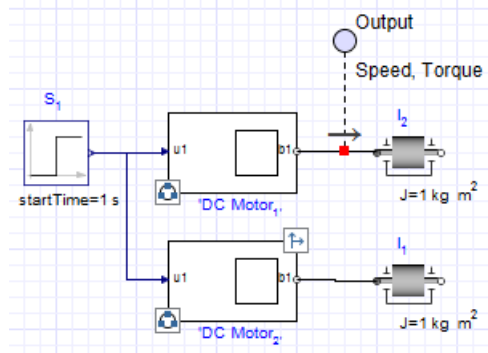 Output
Speed, Torque
S₁
I₂
u1
b1
startTime=1 s
'DC Motor₁'
J=1 kg m²
I₁
u1
b1
'DC Motor₂'
J=1 kg m²